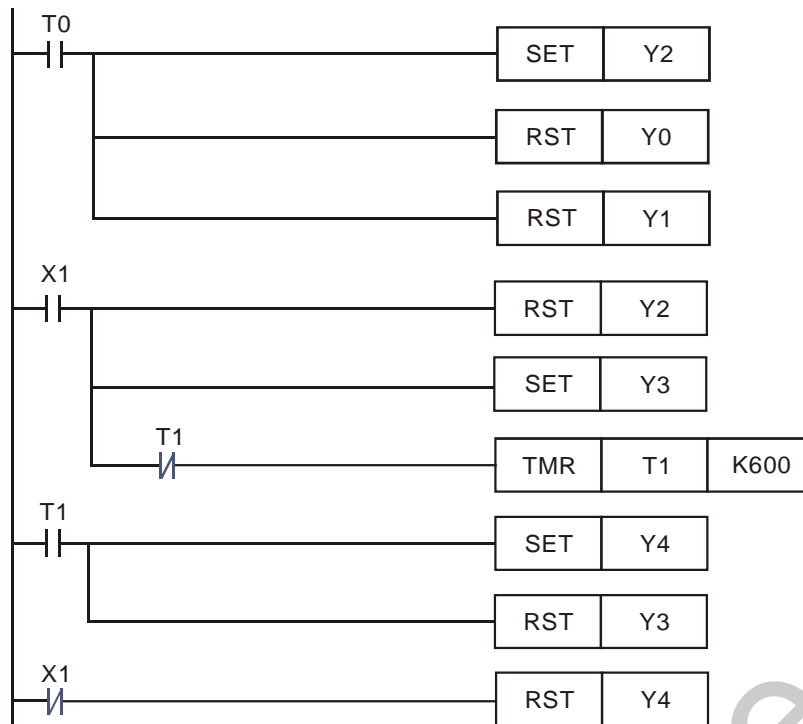 T0
SET Y2
RST Y0
RST Y1
X1
RST Y2
SET Y3
T1
TMR T1 K600
T1
SET Y4
RST Y3
X1
RST Y4